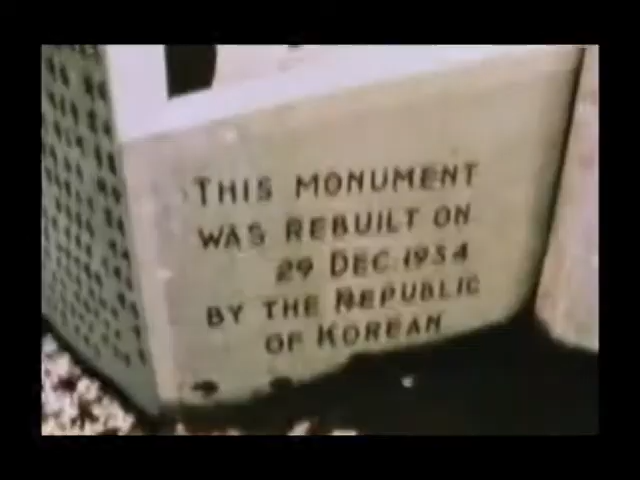 THIS MONUMENT
WAS REBUILT ON
29 DEC. 1954
BY THE REPUBLIC
OF KOREAN